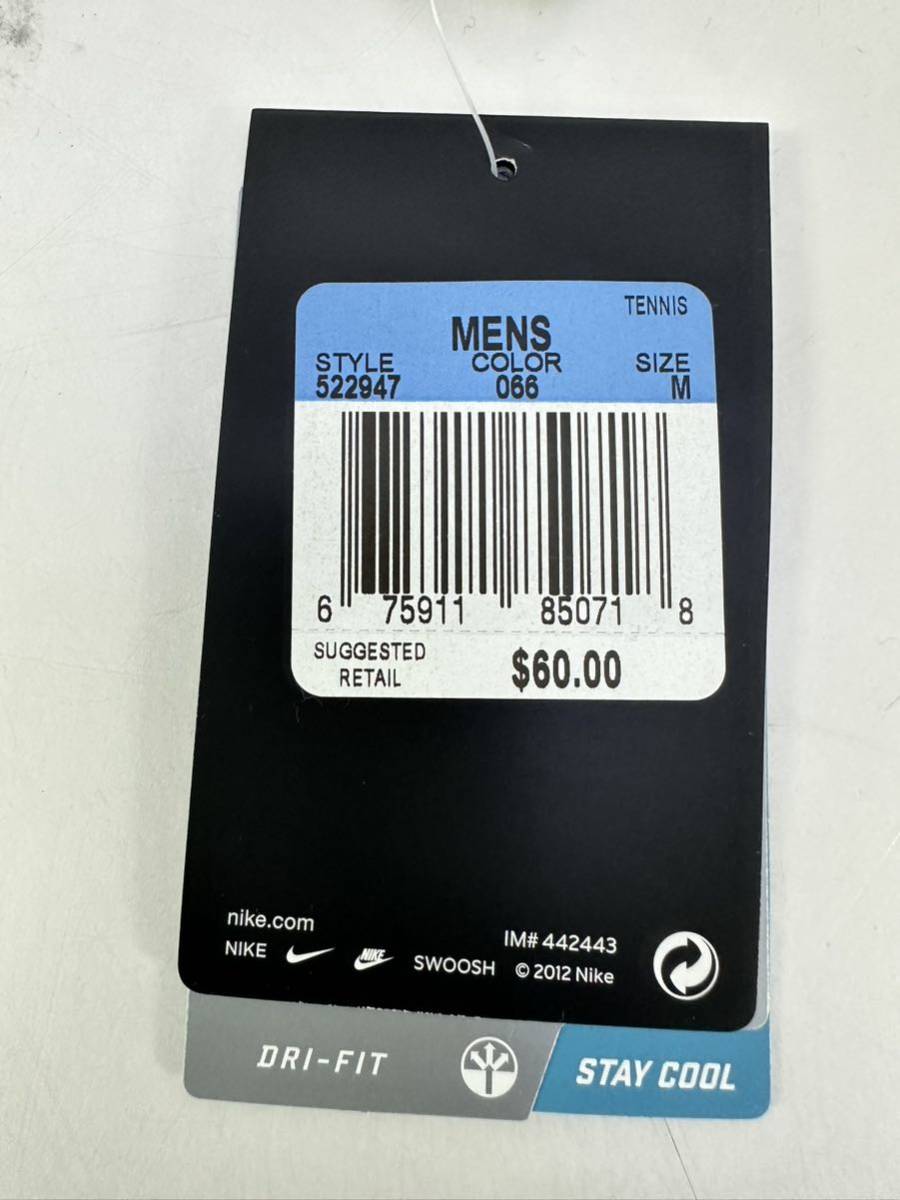 TENNIS
MENS
STYLE COLOR SIZE
522947 066 M
6 75911 85071 8
SUGGESTED
RETAIL $60.00
nike.com
NIKE NIKE SWOOSH IM# 442443
© 2012 Nike
DRI-FIT STAY COOL